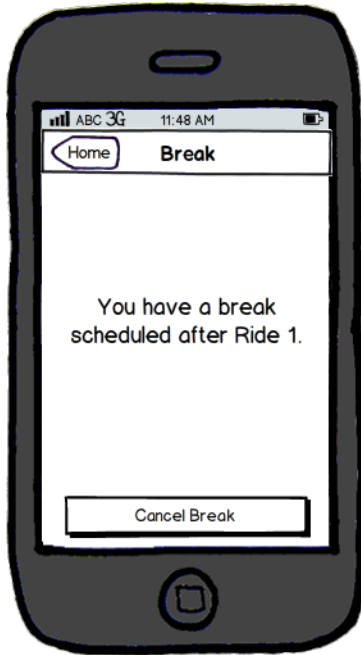 ABC 3G 11:48 AM
Home Break
You have a break
scheduled after Ride 1.
Cancel Break